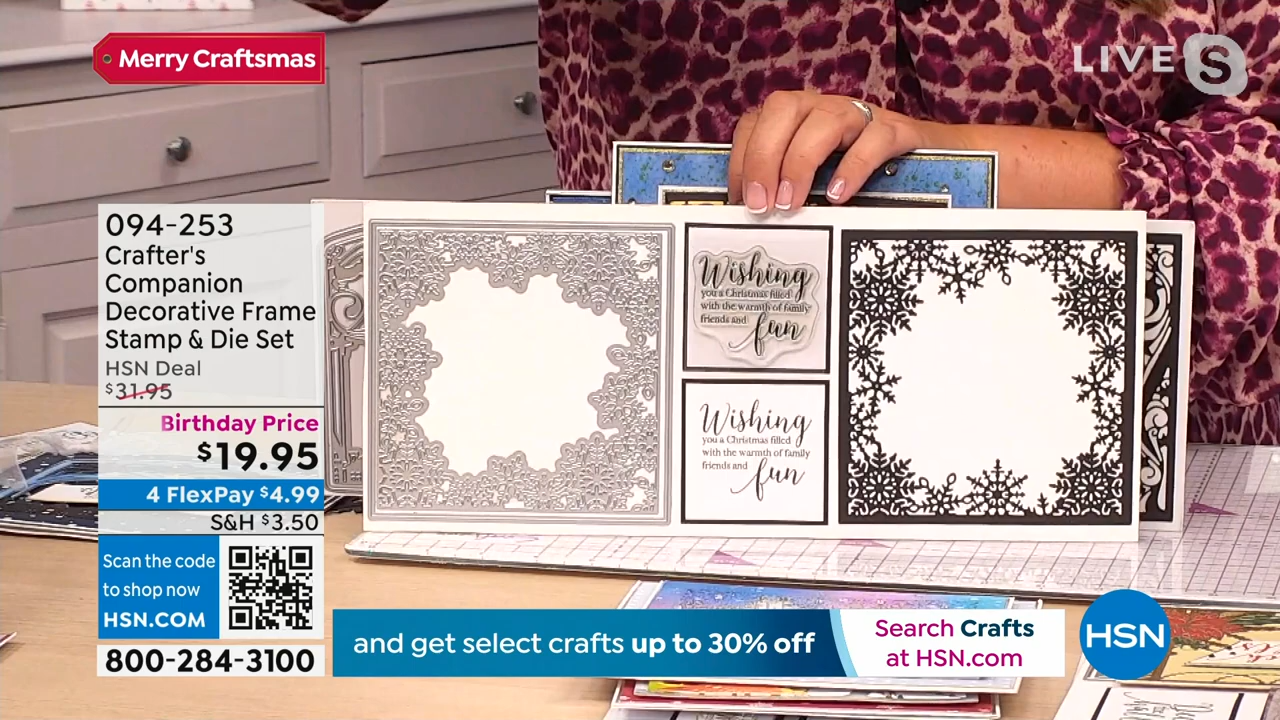 Merry Craftsmas
LIVE S
094-253
Crafter's
Companion
Decorative Frame
Stamp & Die Set
HSN Deal
$31.95
Birthday Price
$19.95
4 FlexPay $4.99
S&H $3.50
Scan the code
to shop now
HSN.COM
800-284-3100
Wishing
you a Christmas filled
with the warmth of family
friends and
fun
Wishing
you a Christmas filled
with the warmth of family
friends and
fun
and get select crafts up to 30% off
Search Crafts
at HSN.com
HSN